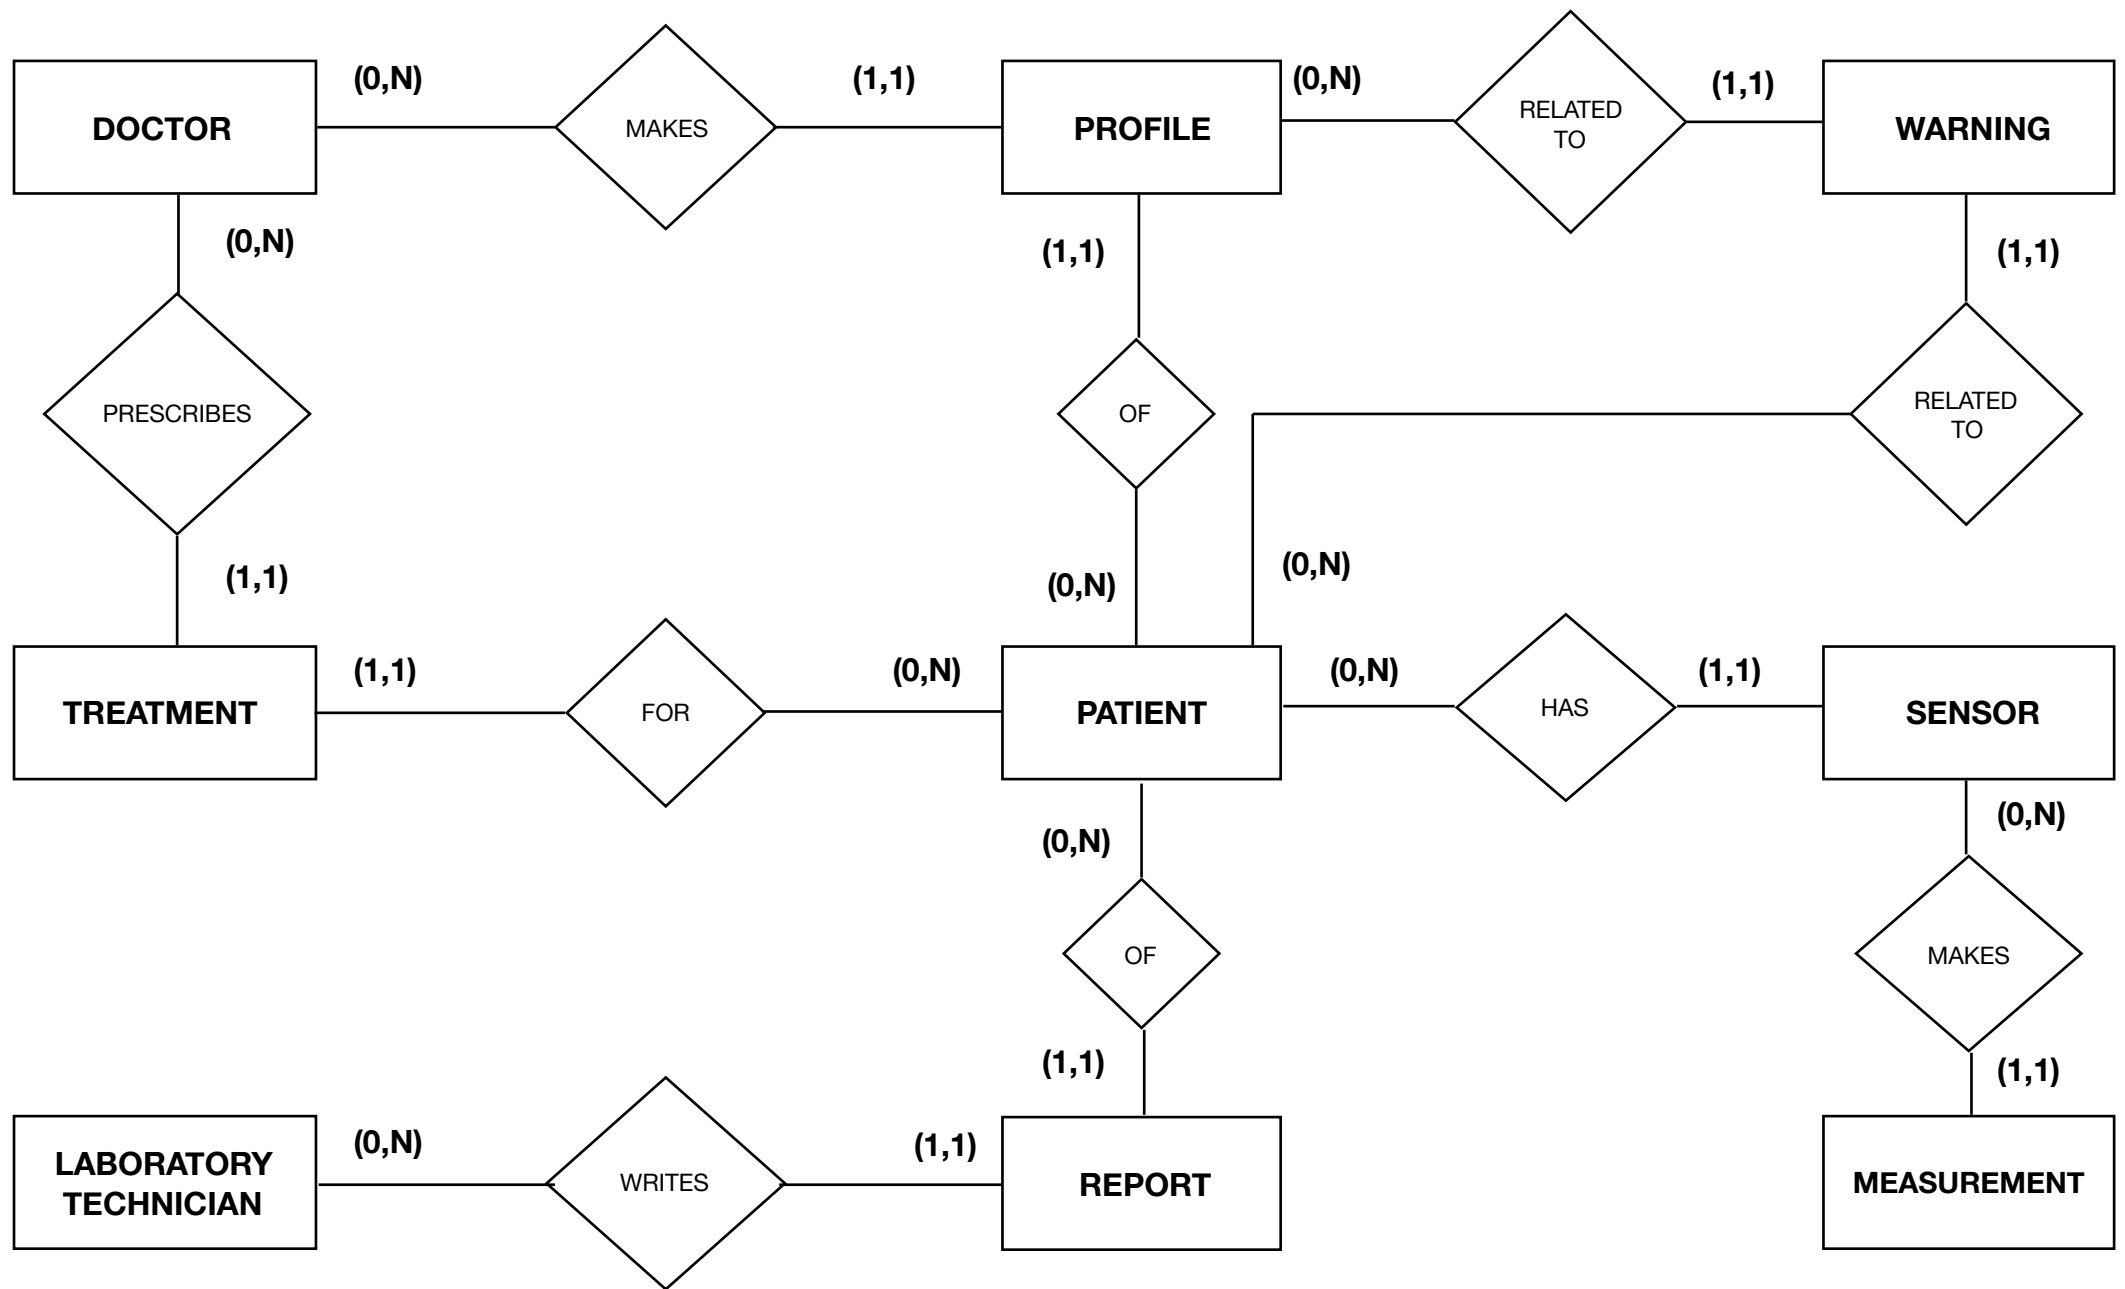 (0,N)
(1,1)
(0,N)
(1,1)
DOCTOR
MAKES
PROFILE
RELATED
TO
WARNING
(0,N)
(1,1)
(1,1)
PRESCRIBES
OF
RELATED
TO
(1,1)
(0,N)
(0,N)
(1,1)
(0,N)
(0,N)
(1,1)
TREATMENT
FOR
PATIENT
HAS
SENSOR
(0,N)
(0,N)
OF
MAKES
(1,1)
(1,1)
(0,N)
(1,1)
LABORATORY
TECHNICIAN
WRITES
REPORT
MEASUREMENT